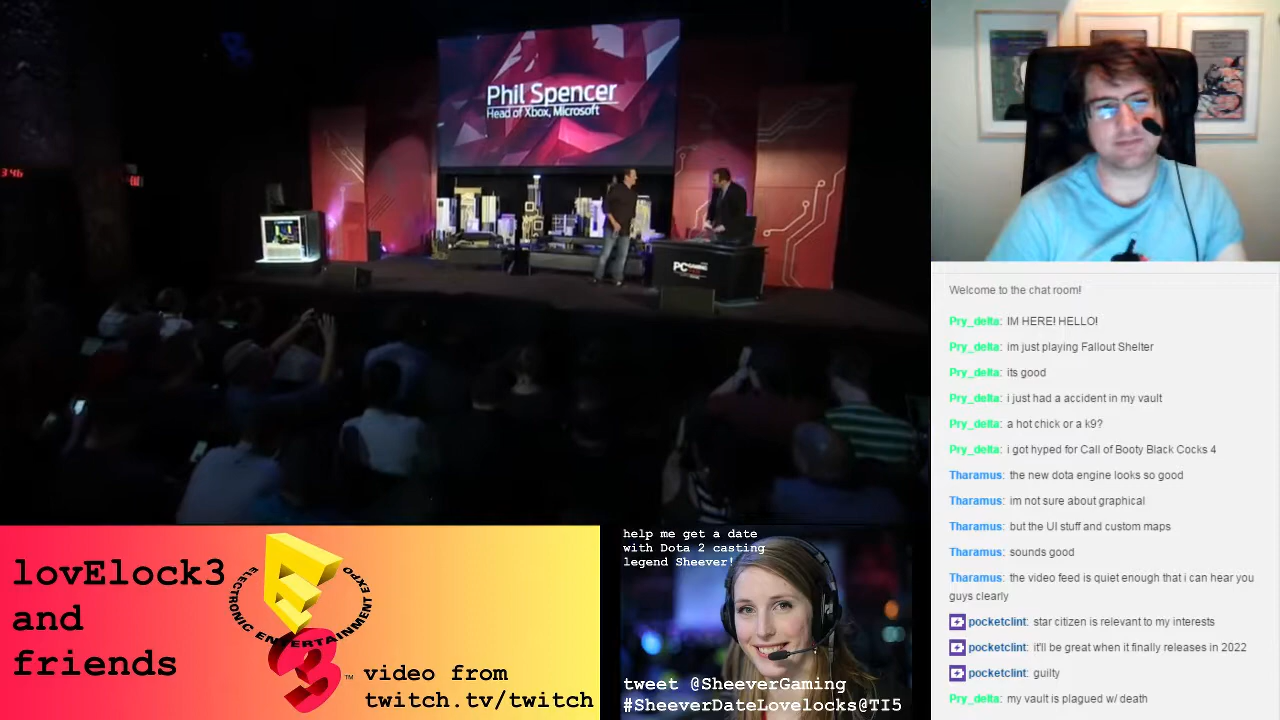 Phil Spencer
Head of Xbox, Microsoft
346
PC GAMING
lovElock3
and
friends
ELECTRONIC ENTERTAINMENT EXPO
E3
TM
video from
twitch.tv/twitch
help me get a date
with Dota 2 casting
legend Sheever!
tweet @SheeverGaming
#SheeverDateLovelocks@TI5
Welcome to the chat room!
Pry_delta: IM HERE! HELLO!
Pry_delta: im just playing Fallout Shelter
Pry_delta: its good
Pry_delta: i just had a accident in my vault
Pry_delta: a hot chick or a k9?
Pry_delta: i got hyped for Call of Booty Black Cocks 4
Tharamus: the new dota engine looks so good
Tharamus: im not sure about graphical
Tharamus: but the UI stuff and custom maps
Tharamus: sounds good
Tharamus: the video feed is quiet enough that i can hear you
guys clearly
pocketclint: star citizen is relevant to my interests
pocketclint: it'll be great when it finally releases in 2022
pocketclint: guilty
Pry_delta: my vault is plagued w/ death